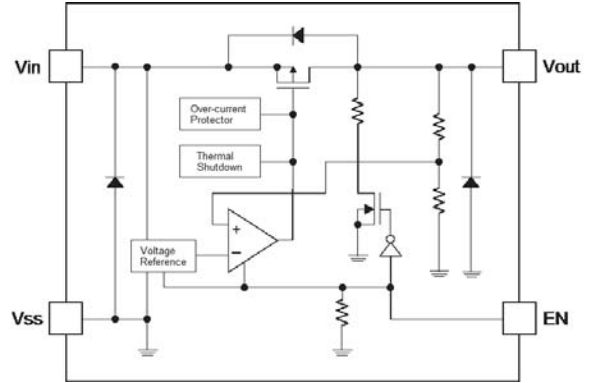 Vin
Vout
Over-current
Protector
Thermal
Shutdown
+
−
Voltage
Reference
Vss
EN